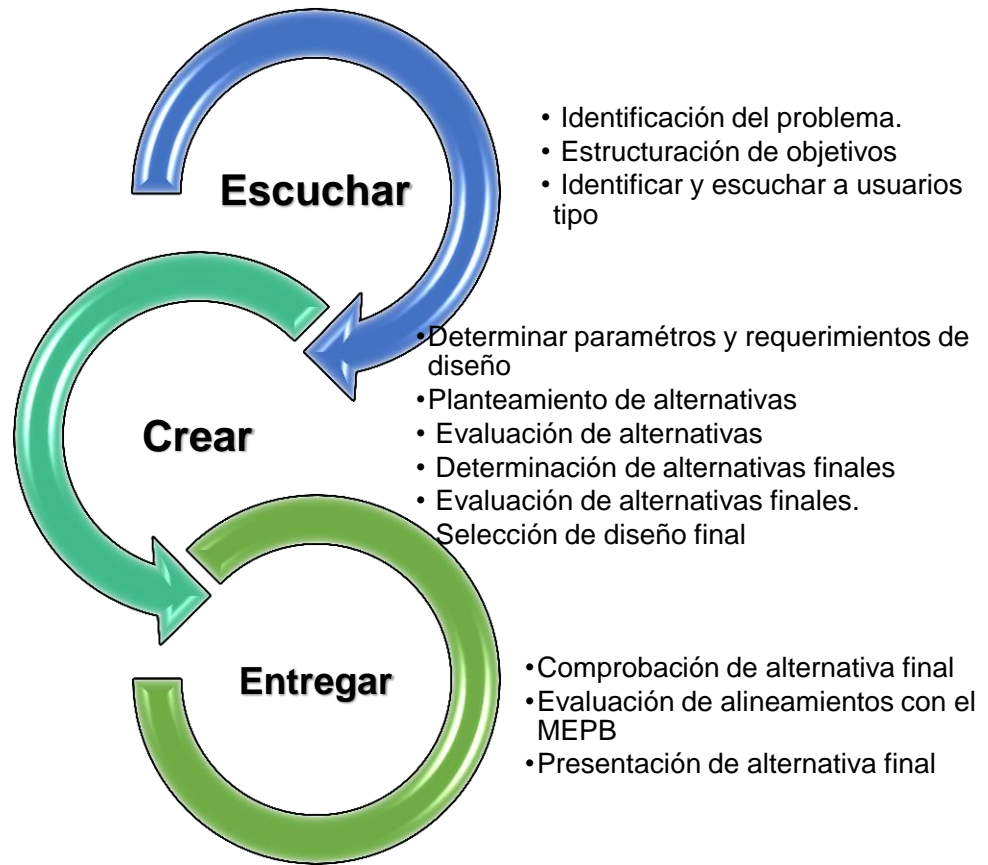 Escuchar
• Identificación del problema.
• Estructuración de objetivos
• Identificar y escuchar a usuarios
tipo
Crear
•Determinar paramétros y requerimientos de
diseño
•Planteamiento de alternativas
• Evaluación de alternativas
• Determinación de alternativas finales
• Evaluación de alternativas finales.
Selección de diseño final
Entregar
•Comprobación de alternativa final
•Evaluación de alineamientos con el
MEPB
•Presentación de alternativa final